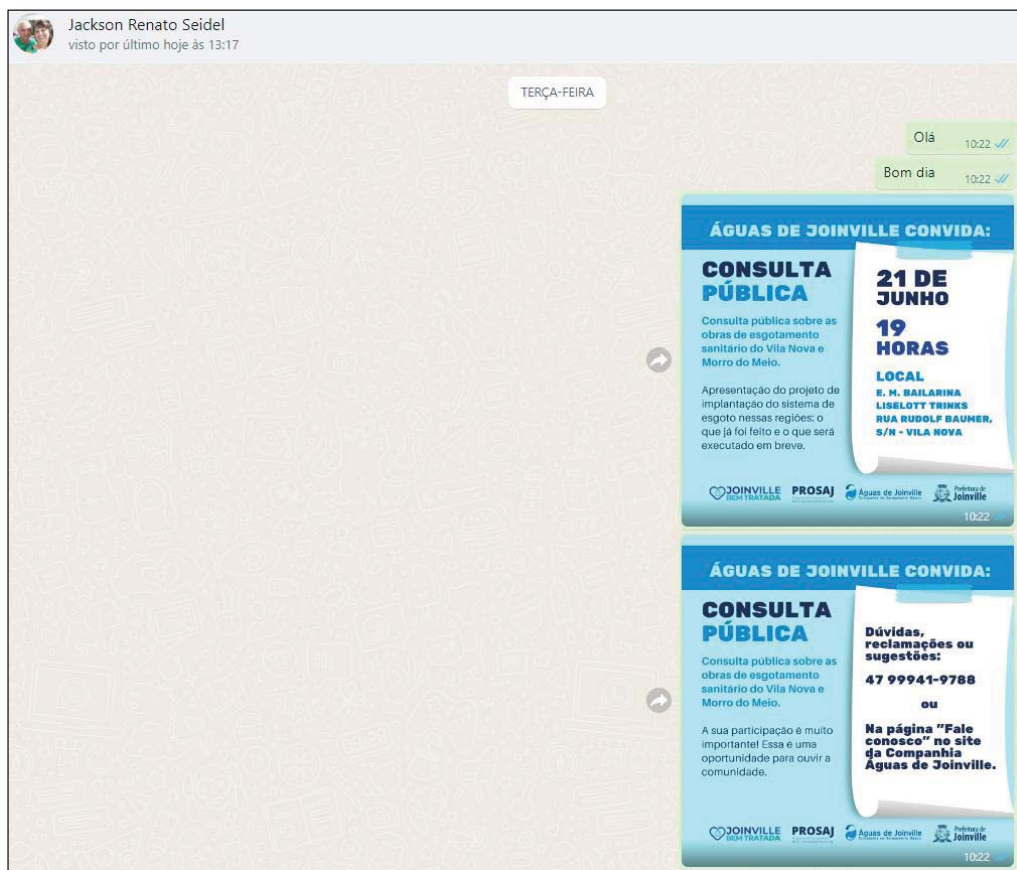 Jackson Renato Seidel
visto por último hoje às 13:17
TERÇA-FEIRA
Olá 10:22
Bom dia 10:22
ÁGUAS DE JOINVILLE CONVIDA:
CONSULTA
PÚBLICA
Consulta pública sobre as
obras de esgotamento
sanitário do Vila Nova e
Morro do Meio.
Apresentação do projeto de
implantação do sistema de
esgoto nessas regiões: o
que já foi feito e o que será
executado em breve.
21 DE
JUNHO
19
HORAS
LOCAL
E. M. BAILARINA
LISELOTT TRINKS
RUA RUDOLF BAUMER,
S/N - VILA NOVA
JOINVILLE
BEM TRATADA
PROSAJ
Águas de Joinville
Prefeitura de
Joinville
10:22
ÁGUAS DE JOINVILLE CONVIDA:
CONSULTA
PÚBLICA
Consulta pública sobre as
obras de esgotamento
sanitário do Vila Nova e
Morro do Meio.
A sua participação é muito
importante! Essa é uma
oportunidade para ouvir a
comunidade.
Dúvidas,
reclamações ou
sugestões:
47 99941-9788
ou
Na página "Fale
conosco" no site
da Companhia
Águas de Joinville.
JOINVILLE
BEM TRATADA
PROSAJ
Águas de Joinville
Prefeitura de
Joinville
10:22